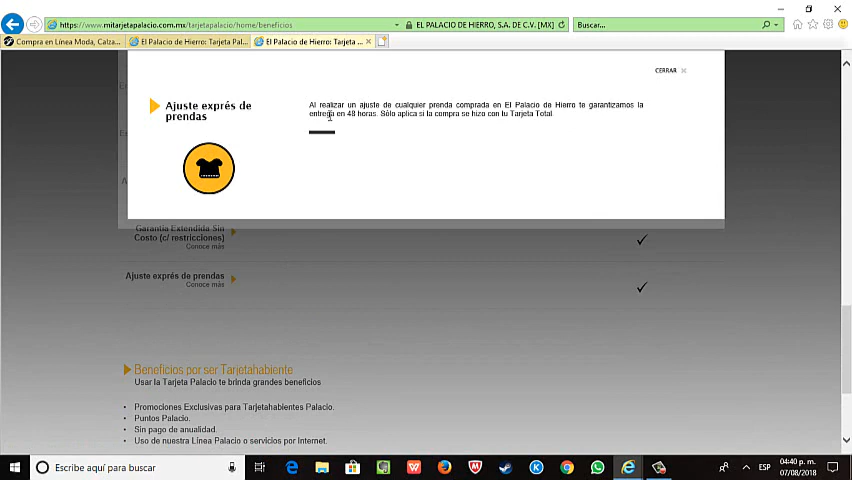 https://www.mitarjetapalacio.com.mx/tarjetapalacio/home/beneficios
EL PALACIO DE HIERRO, S.A. DE C.V. [MX]
Buscar...
Compra en Línea Moda, Calza...
El Palacio de Hierro: Tarjeta Pal...
El Palacio de Hierro: Tarjeta ...
CERRAR
Ajuste exprés de
prendas
Al realizar un ajuste de cualquier prenda comprada en El Palacio de Hierro te garantizamos la
entrega en 48 horas. Sólo aplica si la compra se hizo con tu Tarjeta Total
Garantía Extendida Sin
Costo (c/ restricciones)
Conoce más
Ajuste exprés de prendas
Conoce más
Beneficios por ser Tarjetahabiente
Usar la Tarjeta Palacio te brinda grandes beneficios
• Promociones Exclusivas para Tarjetahabientes Palacio.
• Puntos Palacio.
• Sin pago de anualidad.
• Uso de nuestra Línea Palacio o servicios por Internet.
Escribe aquí para buscar
ESP
04:40 p. m.
07/08/2018